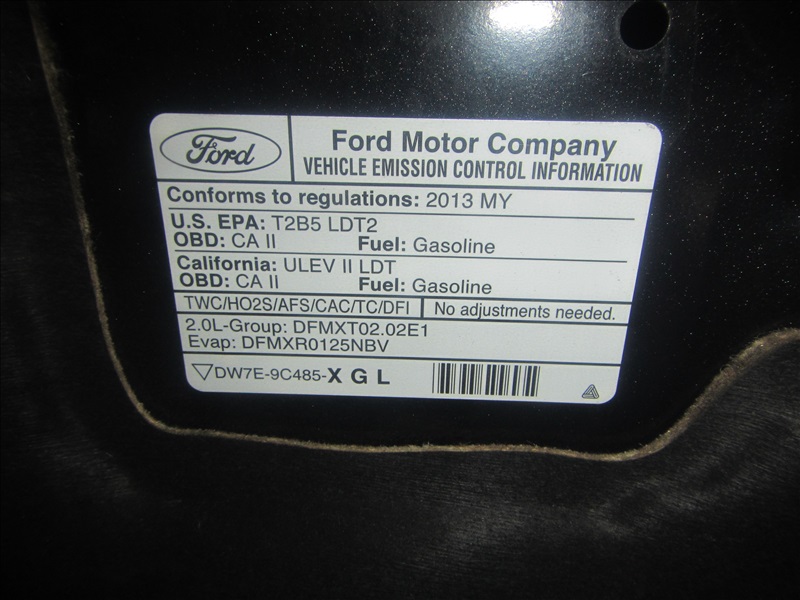 Ford
Ford Motor Company
VEHICLE EMISSION CONTROL INFORMATION
Conforms to regulations: 2013 MY
U.S. EPA: T2B5 LDT2
OBD: CA II Fuel: Gasoline
California: ULEV II LDT
OBD: CA II Fuel: Gasoline
TWC/HO2S/AFS/CAC/TC/DFI No adjustments needed.
2.0L-Group: DFMXT02.02E1
Evap: DFMXR0125NBV
DW7E-9C485-X G L